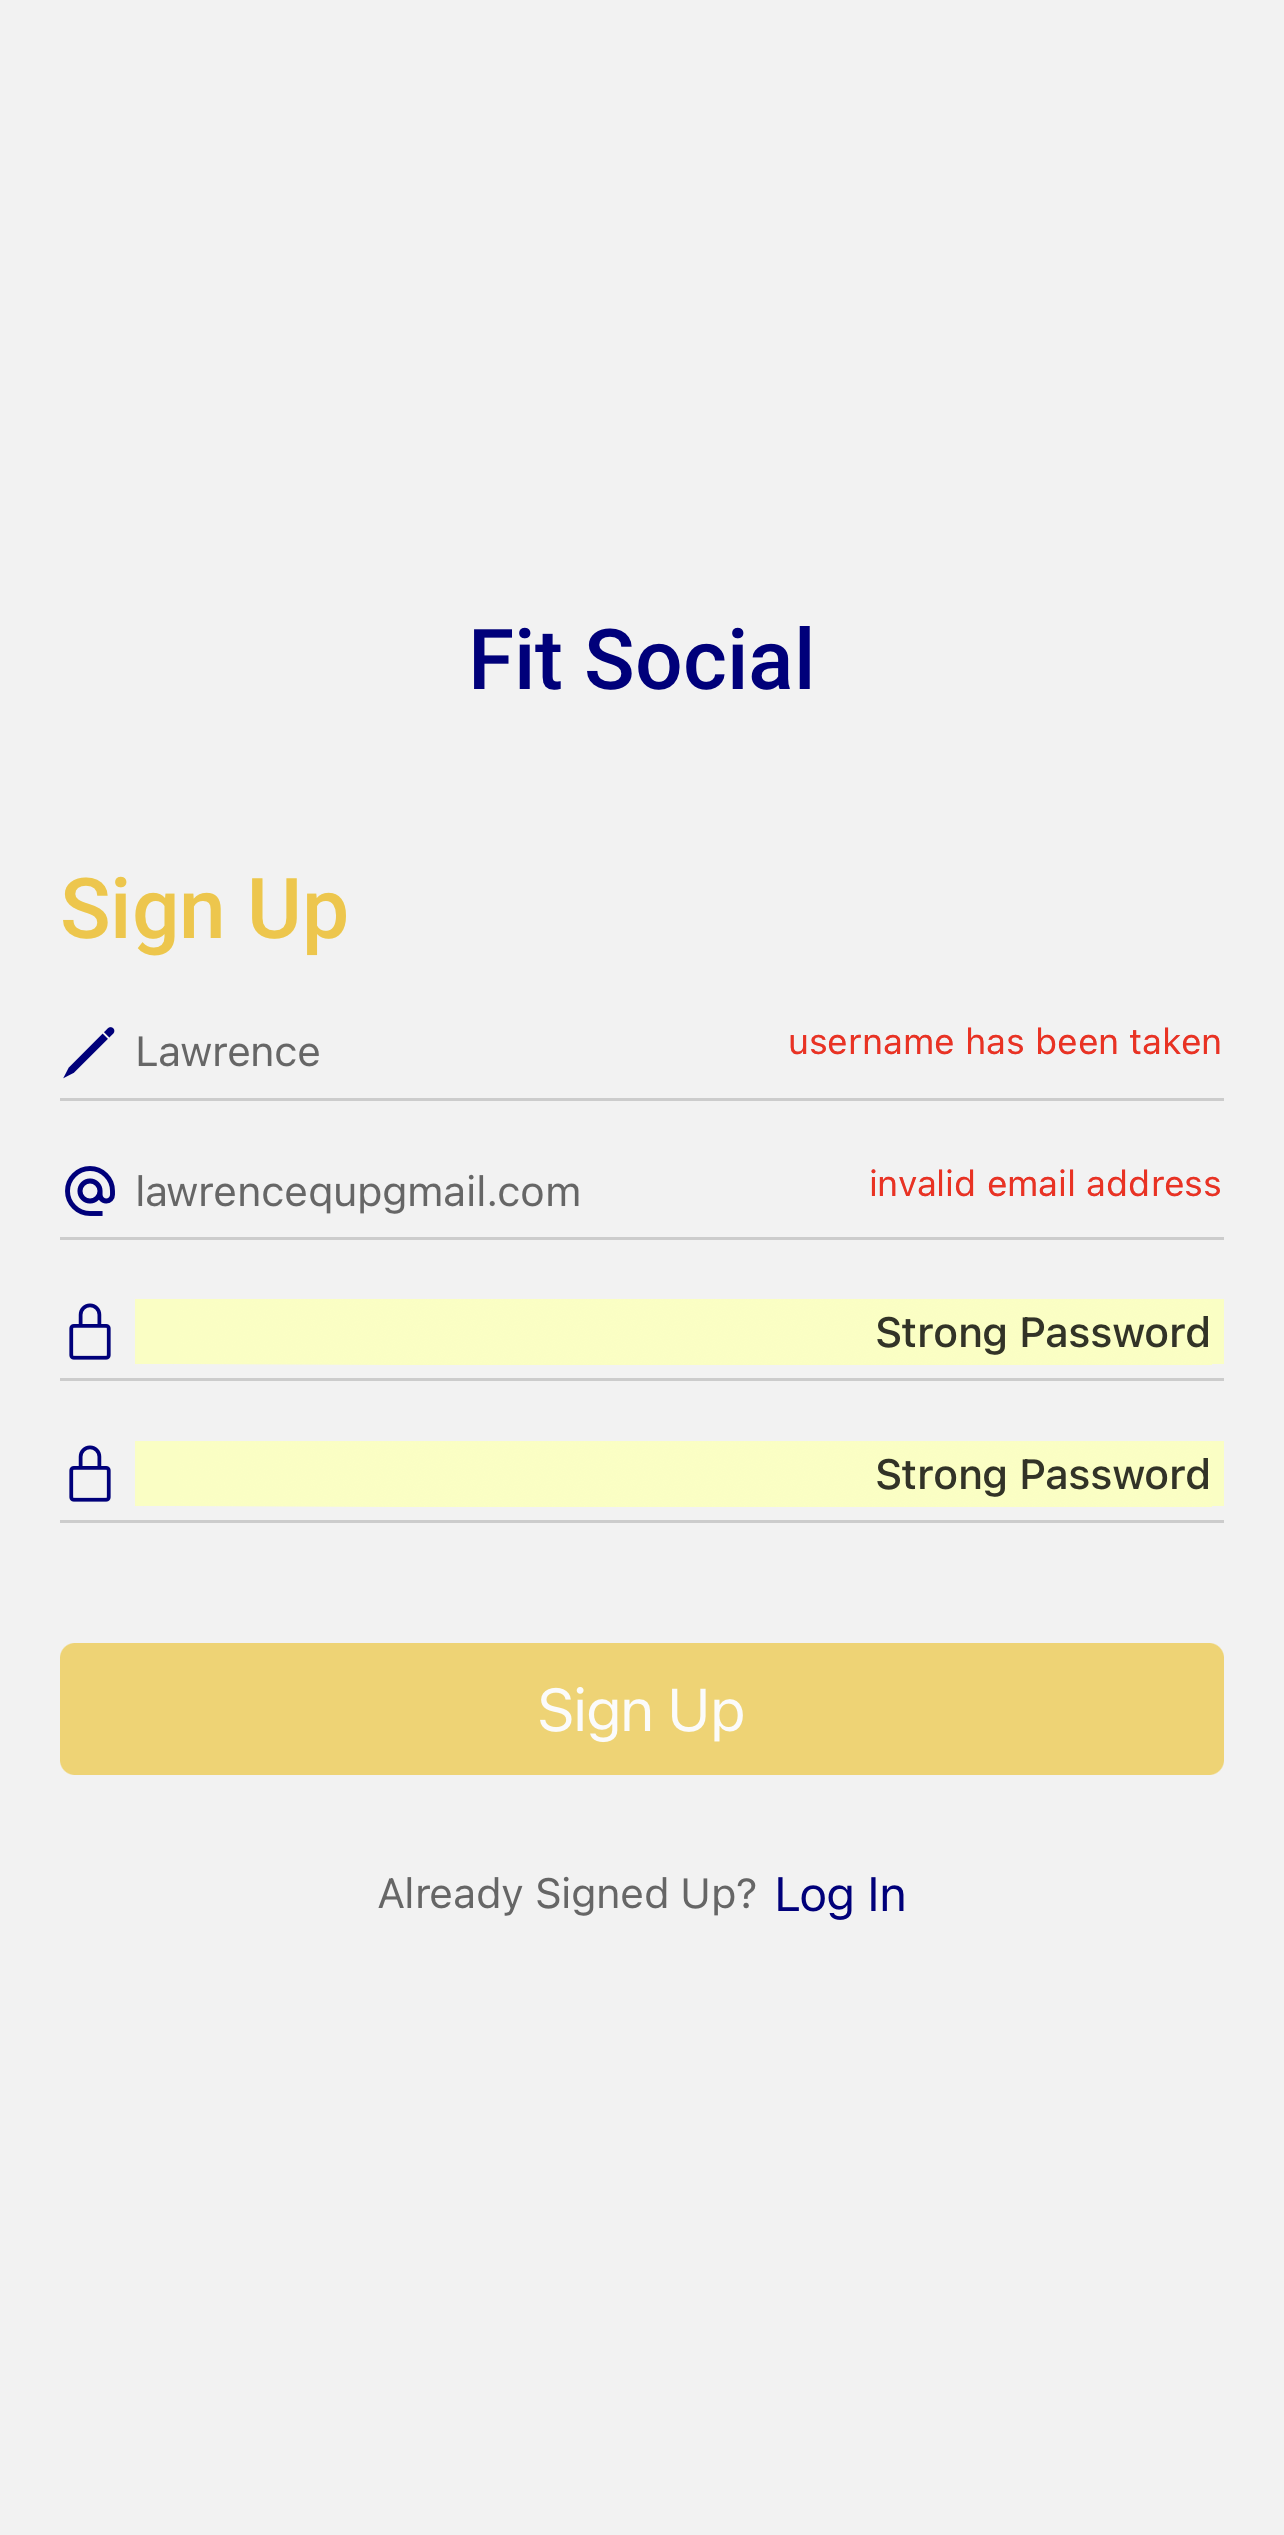 Fit Social
Sign Up
Lawrence username has been taken
lawrencequpgmail.com invalid email address
Strong Password
Strong Password
Sign Up
Already Signed Up? Log In